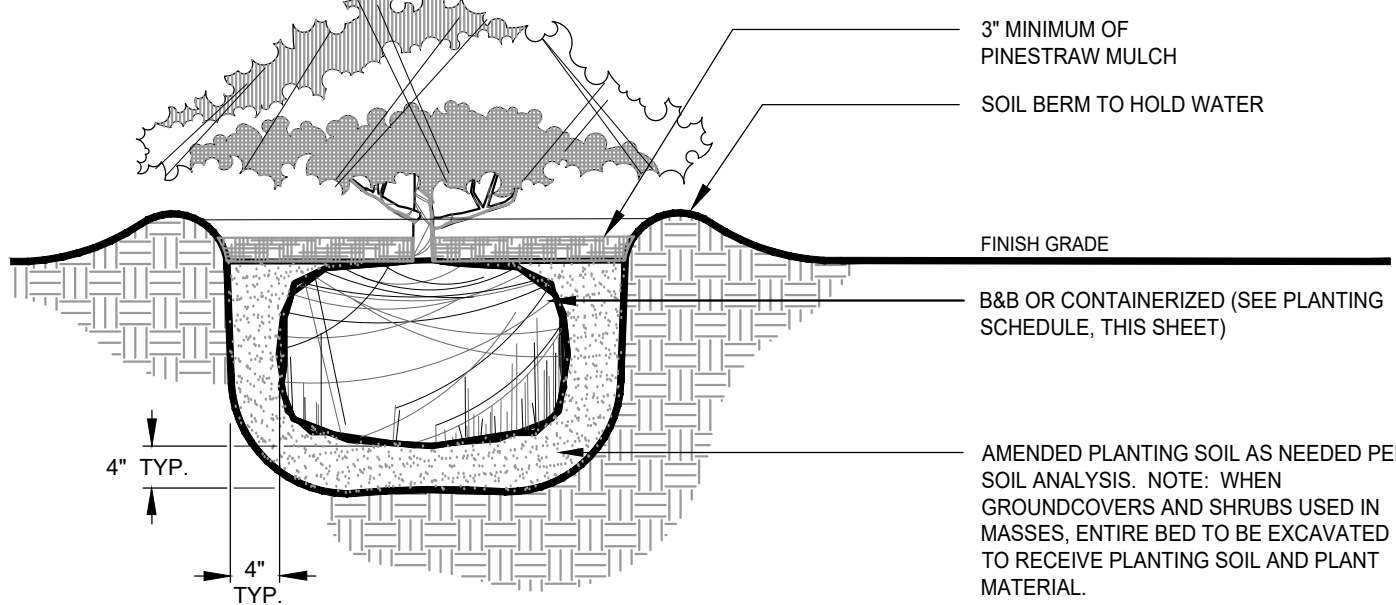 3" MINIMUM OF
PINESTRAW MULCH
SOIL BERM TO HOLD WATER
FINISH GRADE
B&B OR CONTAINERIZED (SEE PLANTING
SCHEDULE, THIS SHEET)
AMENDED PLANTING SOIL AS NEEDED PE
SOIL ANALYSIS. NOTE: WHEN
GROUNDCOVERS AND SHRUBS USED IN
MASSES, ENTIRE BED TO BE EXCAVATED
TO RECEIVE PLANTING SOIL AND PLANT
MATERIAL.
4" TYP.
4"
TYP.